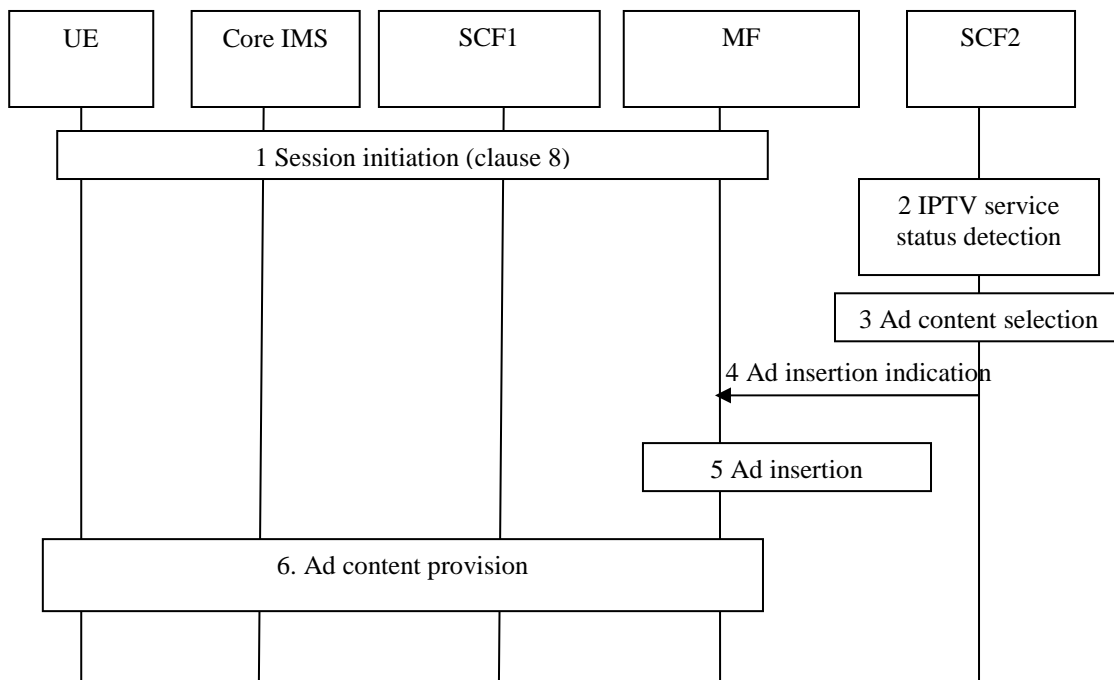 UE
Core IMS
SCF1
MF
SCF2
1 Session initiation (clause 8)
2 IPTV service
status detection
3 Ad content selection
4 Ad insertion indication
5 Ad insertion
6. Ad content provision